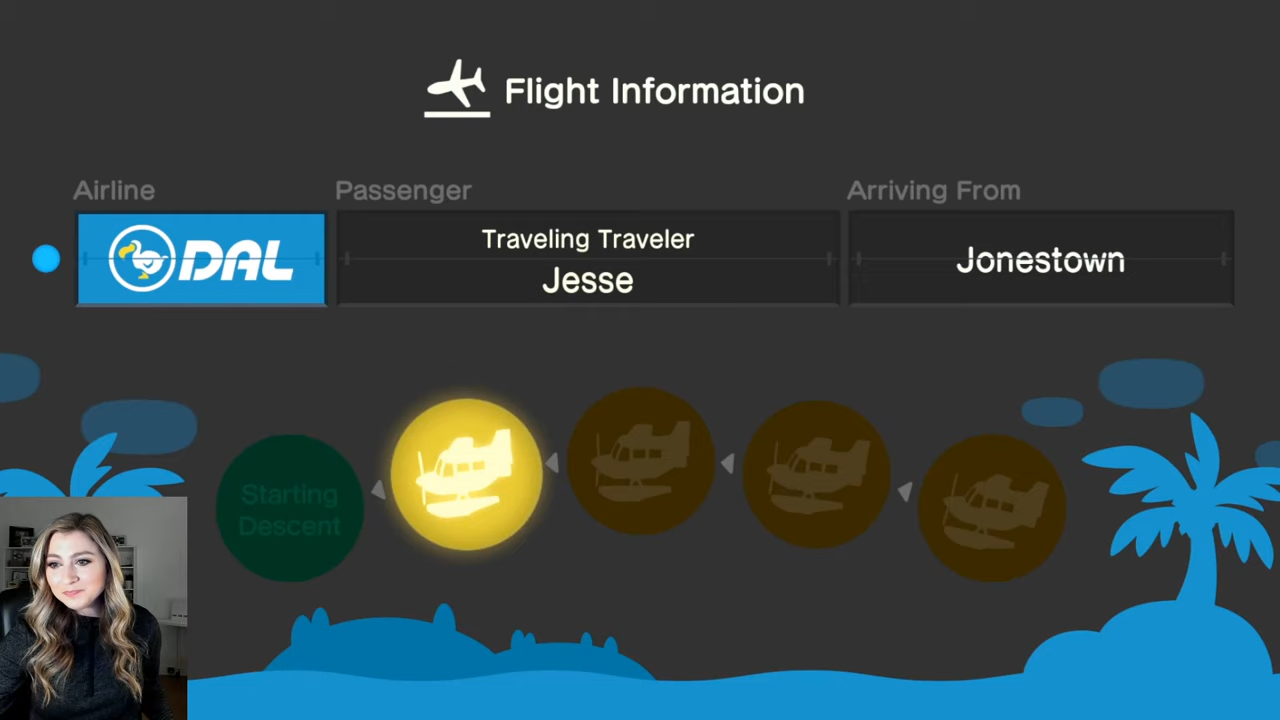 Flight Information
Airline
Passenger
Arriving From
DAL
Traveling Traveler
Jesse
Jonestown
Starting
Descent